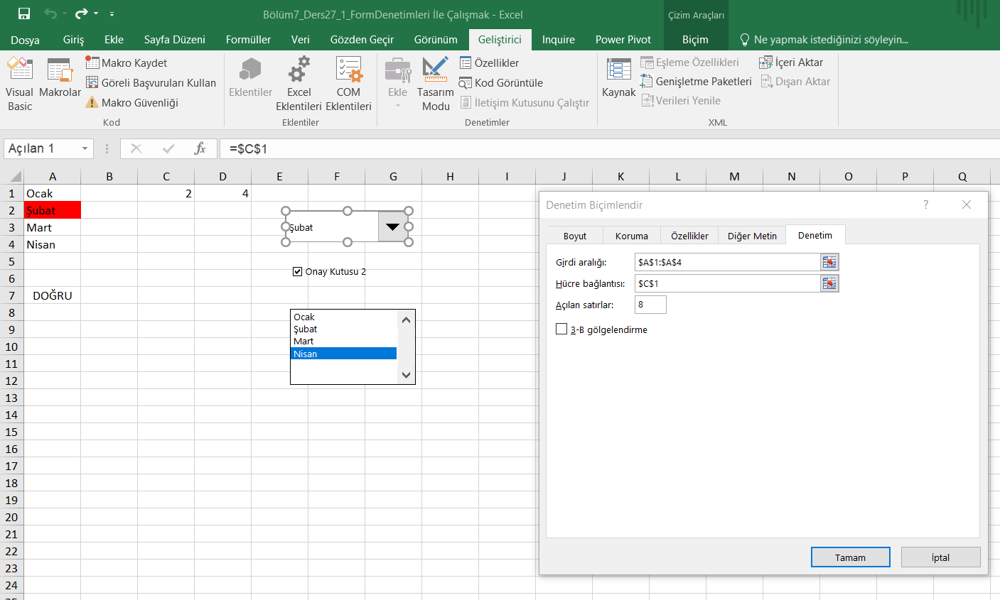 Bölüm7_Ders27_1_FormDenetimleri İle Çalışmak - Excel
Çizim Araçları
Dosya Giriş Ekle Sayfa Düzeni Formüller Veri Gözden Geçir Görünüm Geliştirici Inquire Power Pivot Biçim Ne yapmak istediğinizi söyleyin...
Visual Basic
Makrolar
Makro Kaydet
Göreli Başvuruları Kullan
Makro Güvenliği
Kod
Eklentiler
Excel Eklentileri
COM Eklentileri
Eklentiler
Ekle
Tasarım Modu
Özellikler
Kod Görüntüle
İletişim Kutusunu Çalıştır
Denetimler
Kaynak
Eşleme Özellikleri
Genişletme Paketleri
Verileri Yenile
İçeri Aktar
Dışarı Aktar
XML
Açılan 1 fx =$C$1
A B C D E F G H I J K L M N O P Q
1 Ocak 2 4
2 Şubat
3 Mart
4 Nisan
5
6
7 DOĞRU
8
9
10
11
12
13
14
15
16
17
18
19
20
21
22
23
24
25
Şubat
Onay Kutusu 2
Ocak
Şubat
Mart
Nisan
Denetim Biçimlendir ?
Boyut Koruma Özellikler Diğer Metin Denetim
Girdi aralığı: $A$1:$A$4
Hücre bağlantısı: $C$1
Açılan satırlar: 8
3-B gölgelendirme
Tamam İptal